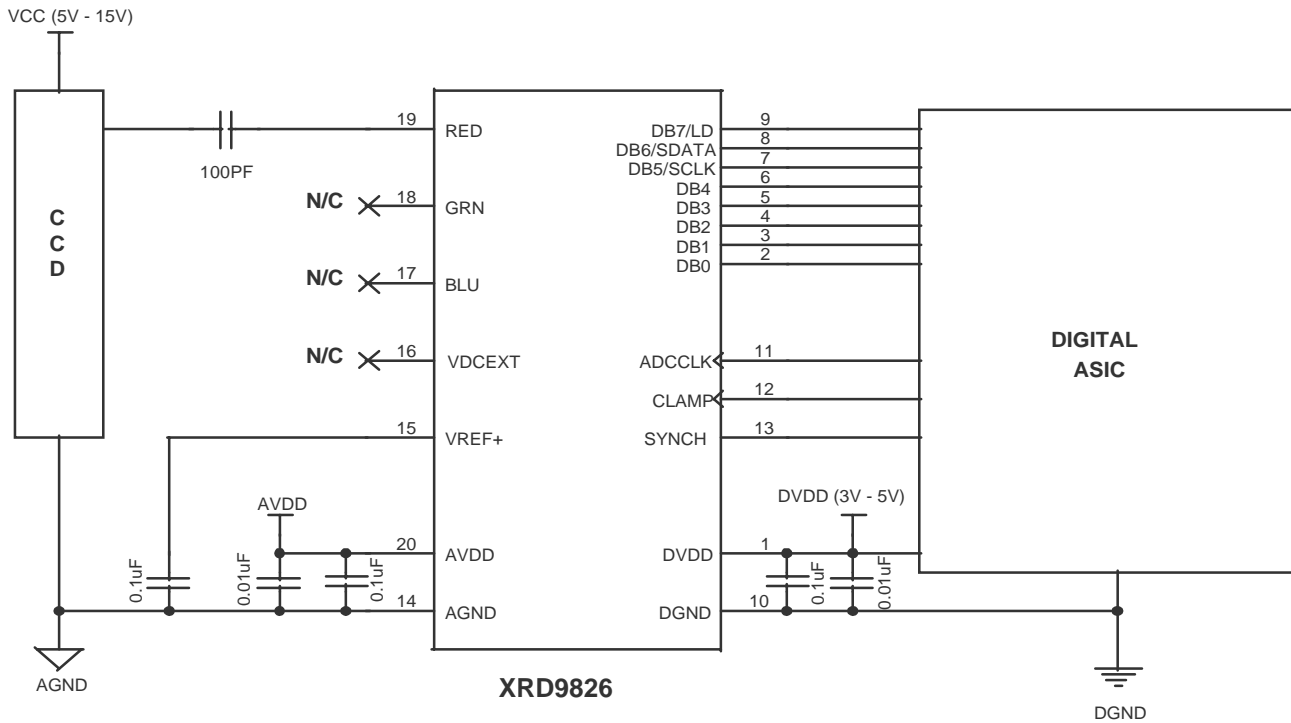 VCC (5V - 15V)
C
C
D
100PF
19
RED
N/C
18
GRN
N/C
17
BLU
N/C
16
VDCEXT
15
VREF+
AVDD
20
AVDD
0.1uF
0.01uF
0.1uF
14
AGND
AGND
XRD9826
DB7/LD
9
DB6/SDATA
8
DB5/SCLK
7
DB4
6
DB3
5
DB2
4
DB1
3
DB0
2
ADCCLK
11
CLAMP
12
SYNCH
13
DVDD (3V - 5V)
DVDD
1
0.1uF
0.01uF
DGND
10
DIGITAL
ASIC
DGND